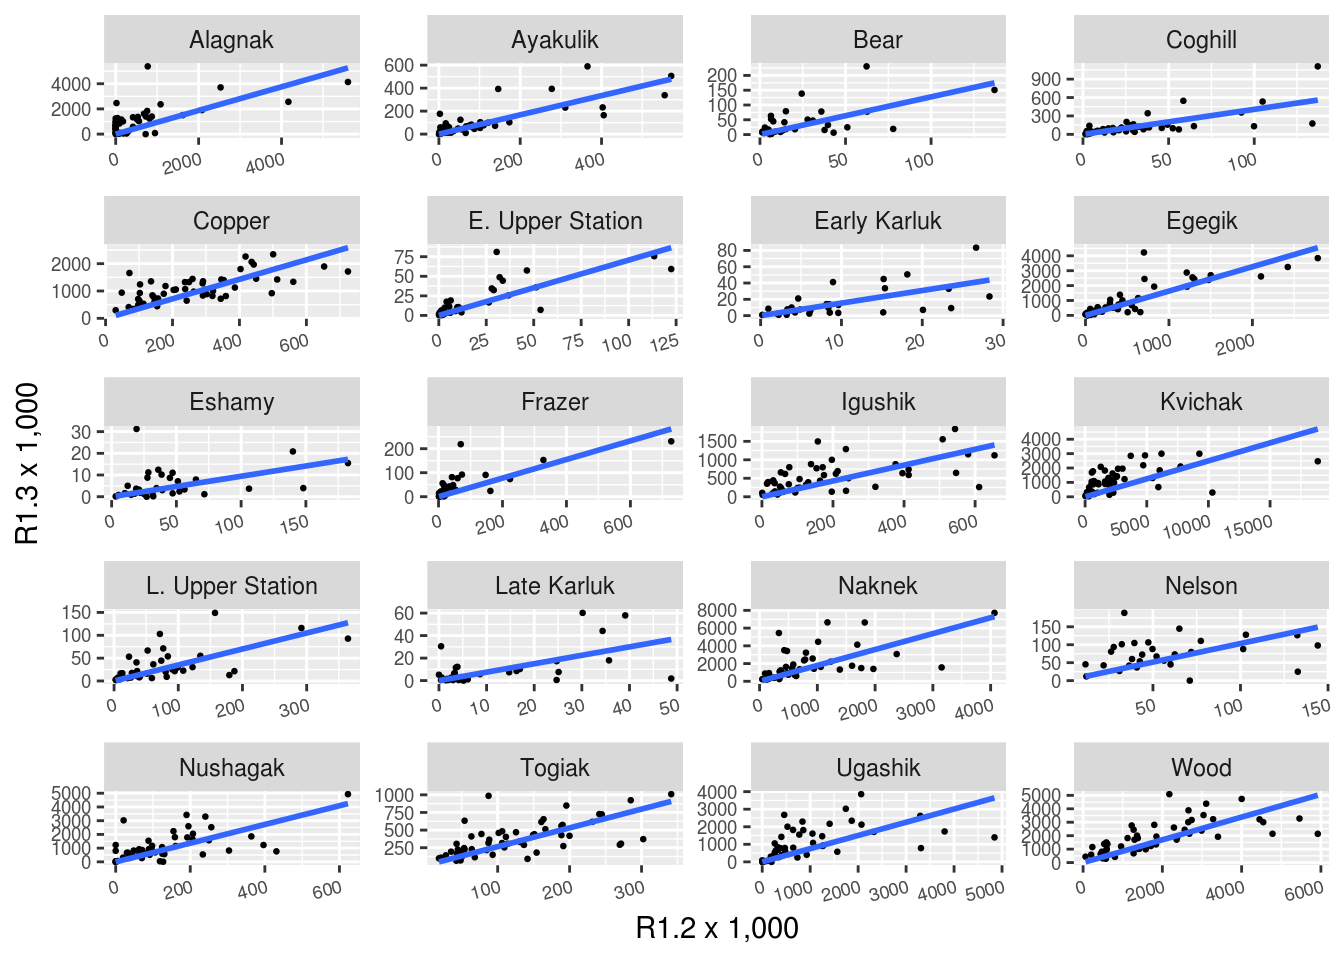 Alagnak Ayakulik Bear Coghill
4000 2000 0
0 2000 4000
600 400 200 0
0 200 400
200 150 100 50 0
0 50 100
900 600 300 0
0 50 100
Copper E. Upper Station Early Karluk Egegik
2000 1000 0
0 200 400 600
75 50 25 0
0 25 50 75 100 125
80 60 40 20 0
0 10 20 30
4000 3000 2000 1000 0
0 1000 2000
Eshamy Frazer Igushik Kvichak
30 20 10 0
0 50 100 150
200 100 0
0 200 400 600
1500 1000 500 0
0 200 400 600
4000 3000 2000 1000 0
0 5000 10000 15000
L. Upper Station Late Karluk Naknek Nelson
150 100 50 0
0 100 200 300
60 40 20 0
0 10 20 30 40 50
8000 6000 4000 2000 0
0 1000 2000 3000 4000
150 100 50 0
50 100 150
Nushagak Togiak Ugashik Wood
5000 4000 3000 2000 1000 0
0 200 400 600
1000 750 500 250
100 200 300
4000 3000 2000 1000 0
0 1000 2000 3000 4000 5000
5000 4000 3000 2000 1000 0
0 2000 4000 6000
R1.3 x 1,000
R1.2 x 1,000